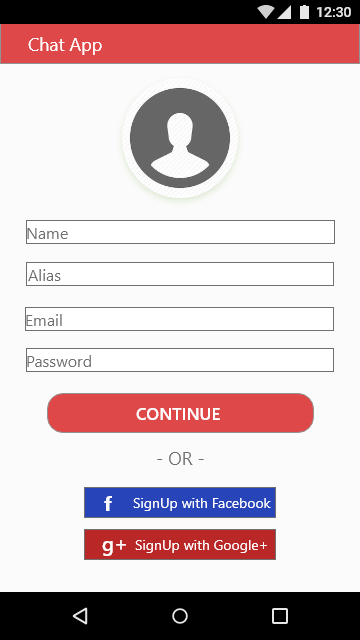 12:30
Chat App
Name
Alias
Email
Password
CONTINUE
- OR -
f SignUp with Facebook
g+ SignUp with Google+